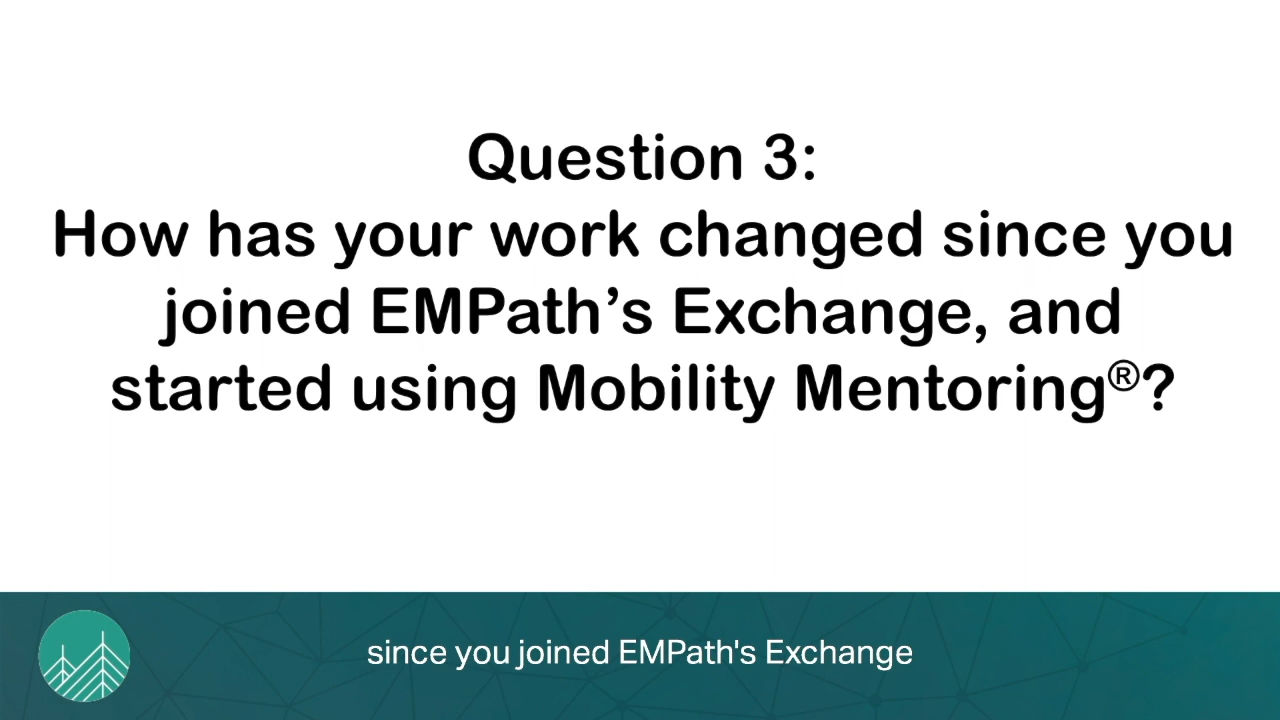 Question 3:
How has your work changed since you
joined EMPath’s Exchange, and
started using Mobility Mentoring®?
since you joined EMPath's Exchange